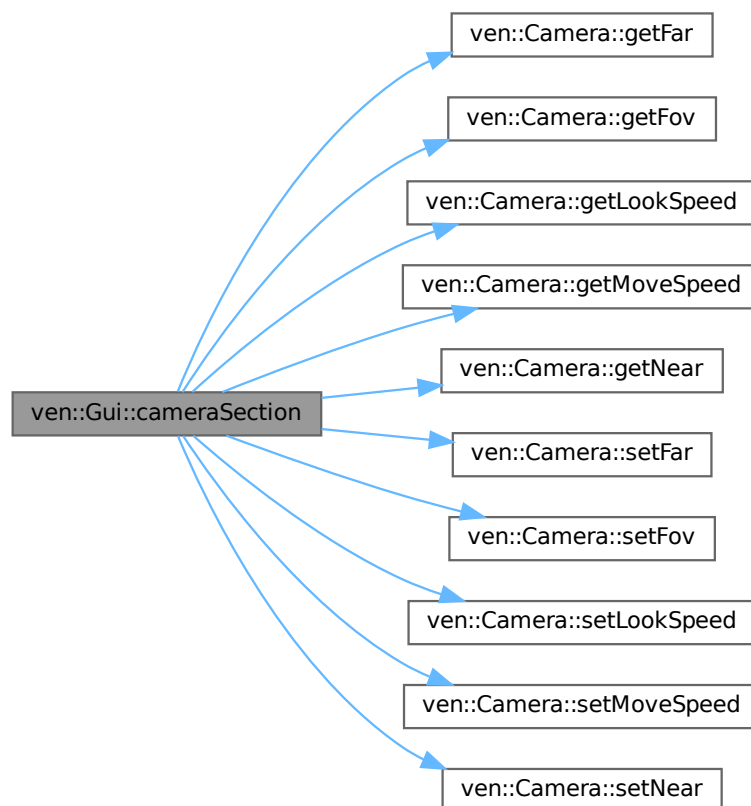 ven::Camera::getFar
ven::Camera::getFov
ven::Camera::getLookSpeed
ven::Camera::getMoveSpeed
ven::Camera::getNear
ven::Gui::cameraSection
ven::Camera::setFar
ven::Camera::setFov
ven::Camera::setLookSpeed
ven::Camera::setMoveSpeed
ven::Camera::setNear